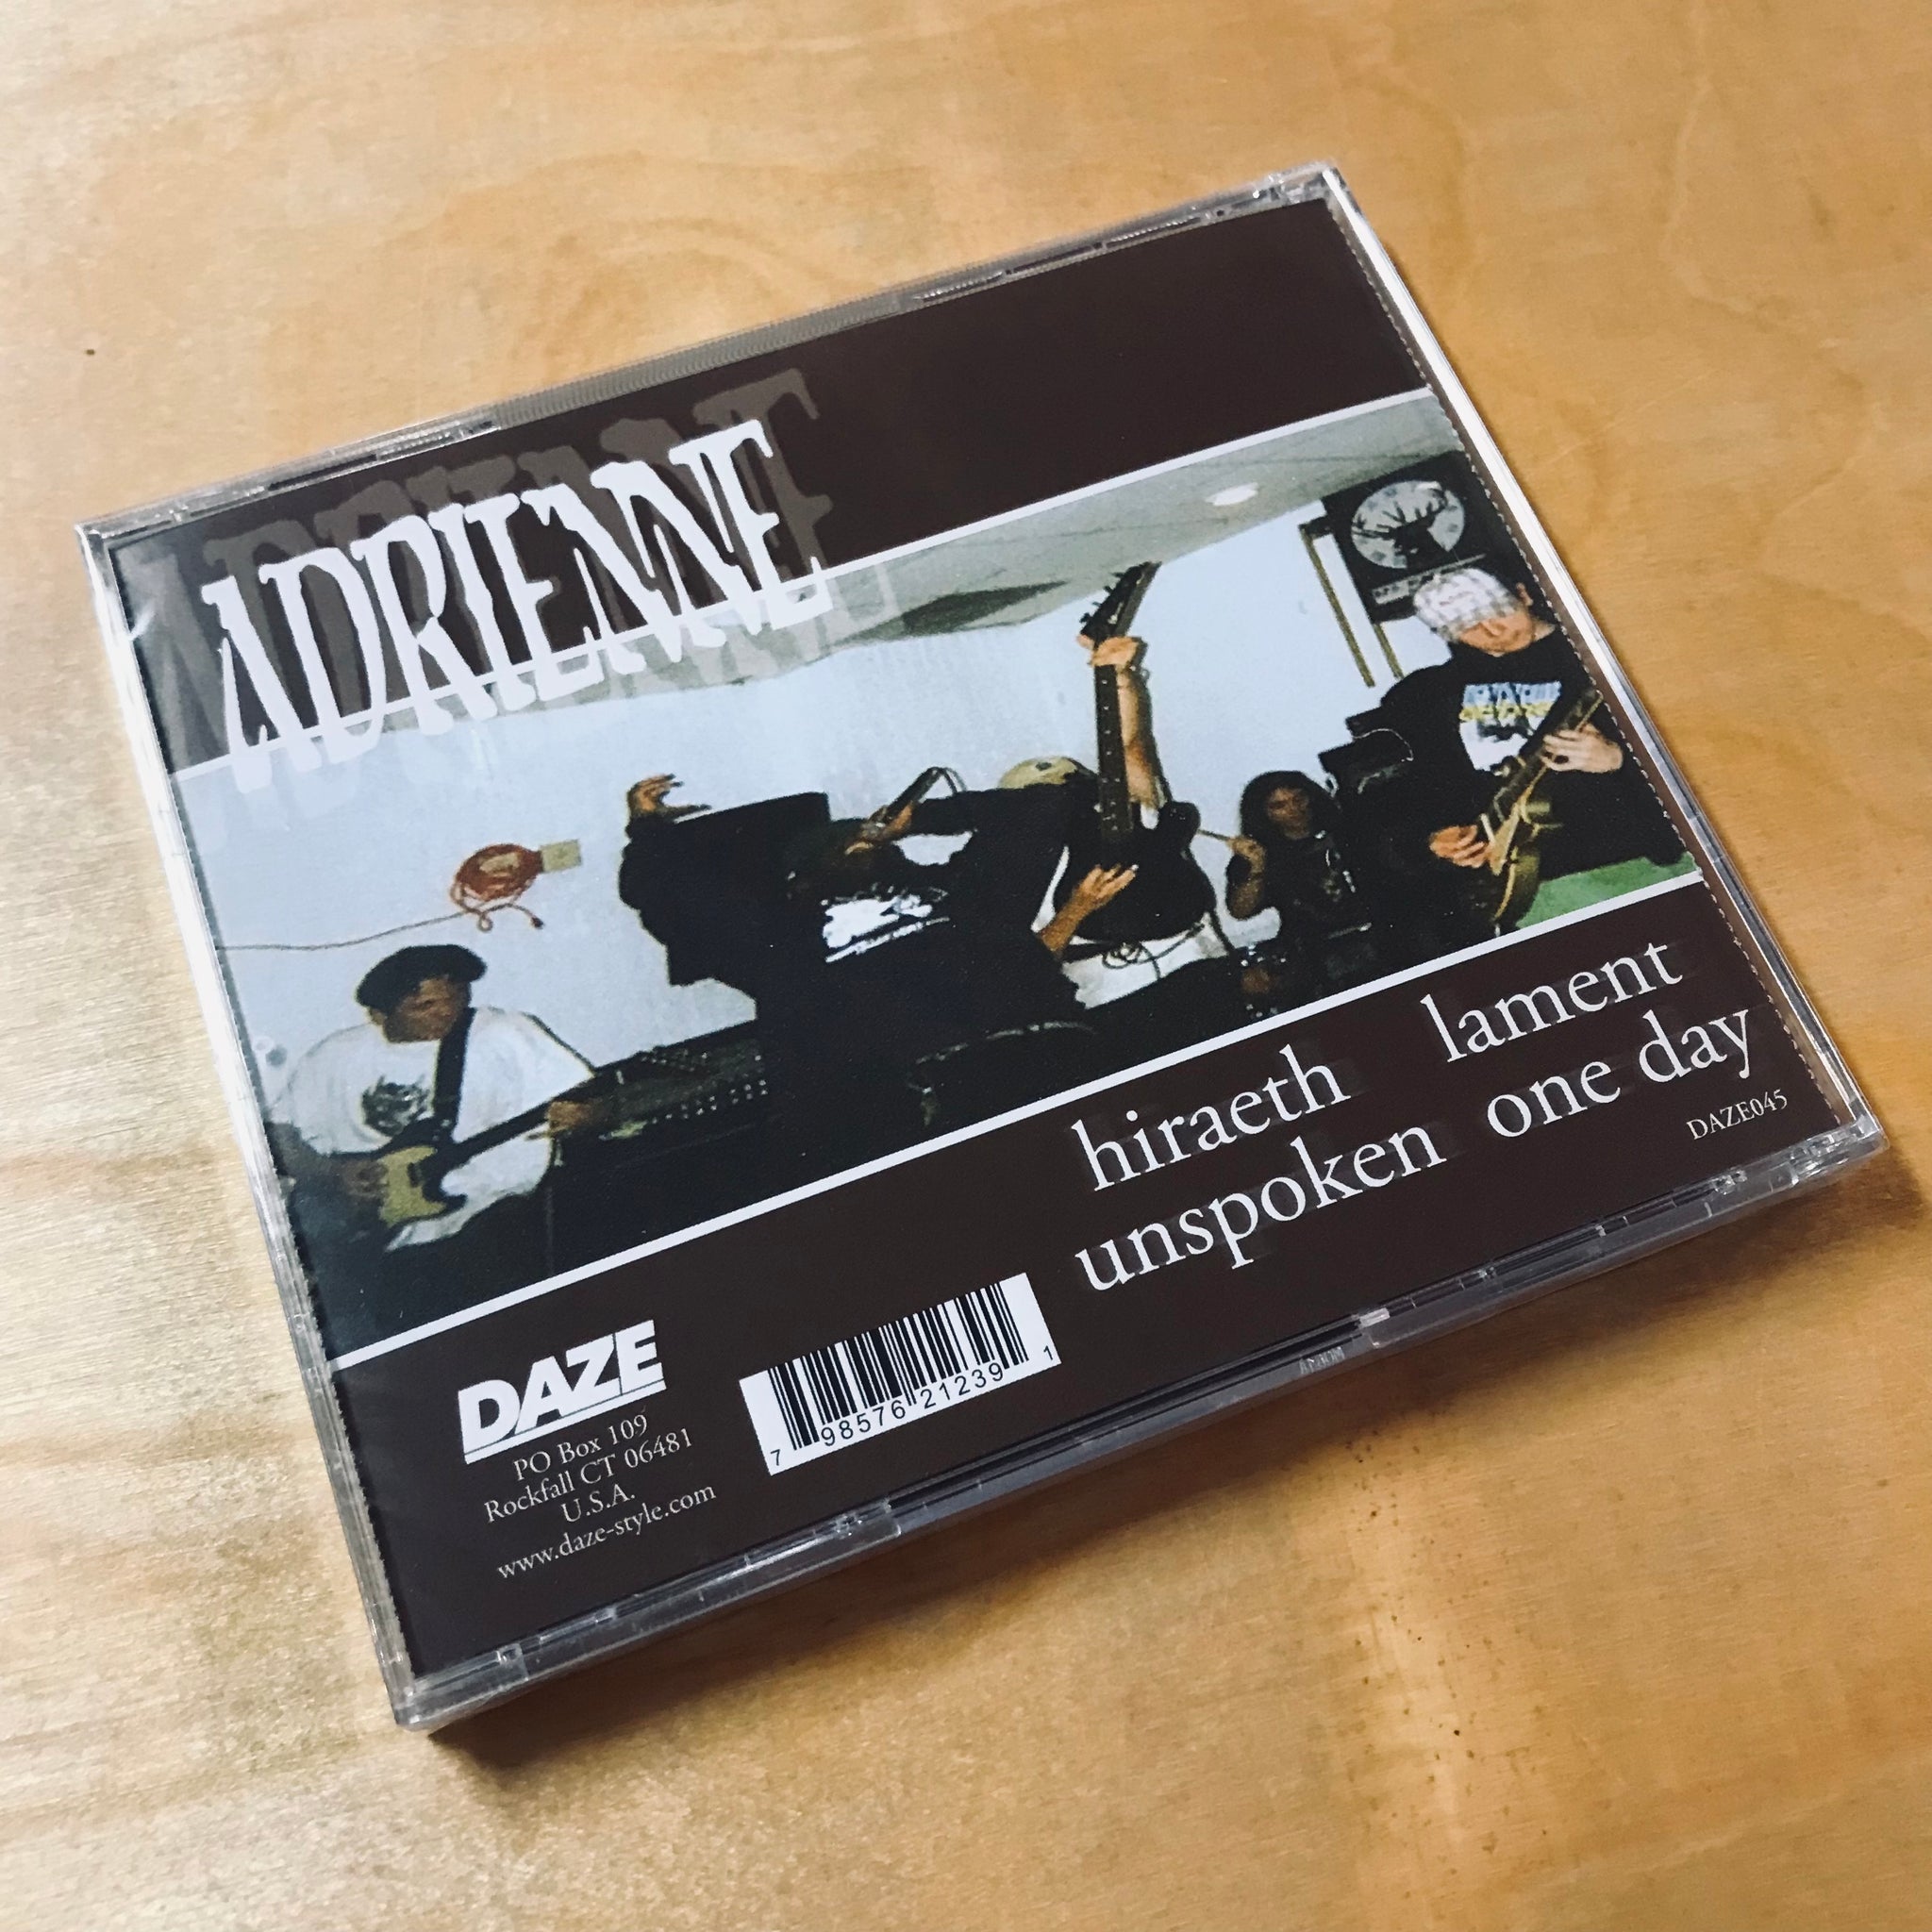 ADRIENNE
hiraeth lament
unspoken one day
DAZE045
DAZE
PO Box 109
Rockfall CT 06481
U.S.A.
www.daze-style.com
7 98576 21239 1